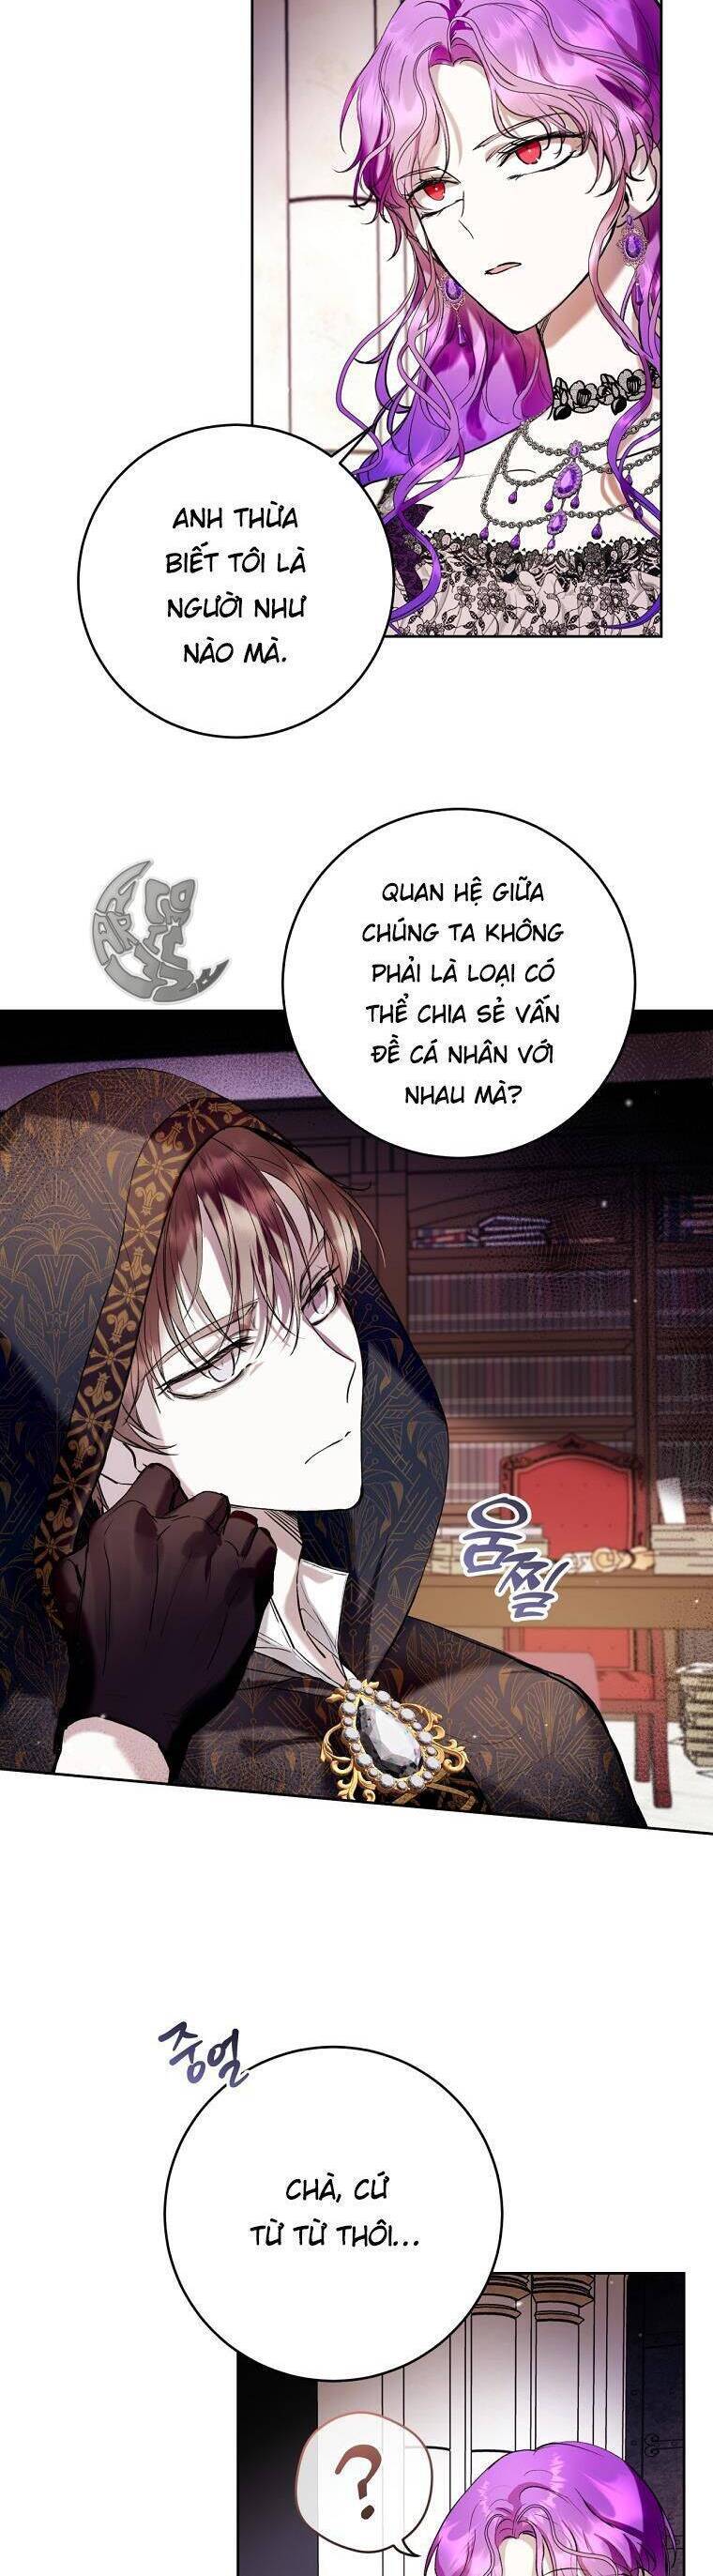 ANH THỪA
BIẾT TÔI LÀ
NGƯỜI NHƯ
NÀO MÀ.
QUAN HỆ GIỮA
CHÚNG TA KHÔNG
PHẢI LÀ LOẠI CÓ
THỂ CHIA SẺ VẤN
ĐỀ CÁ NHÂN VỚI
NHAU MÀ?
움찔
중얼
CHÀ, CỨ
TỪ TỪ THÔI...
?